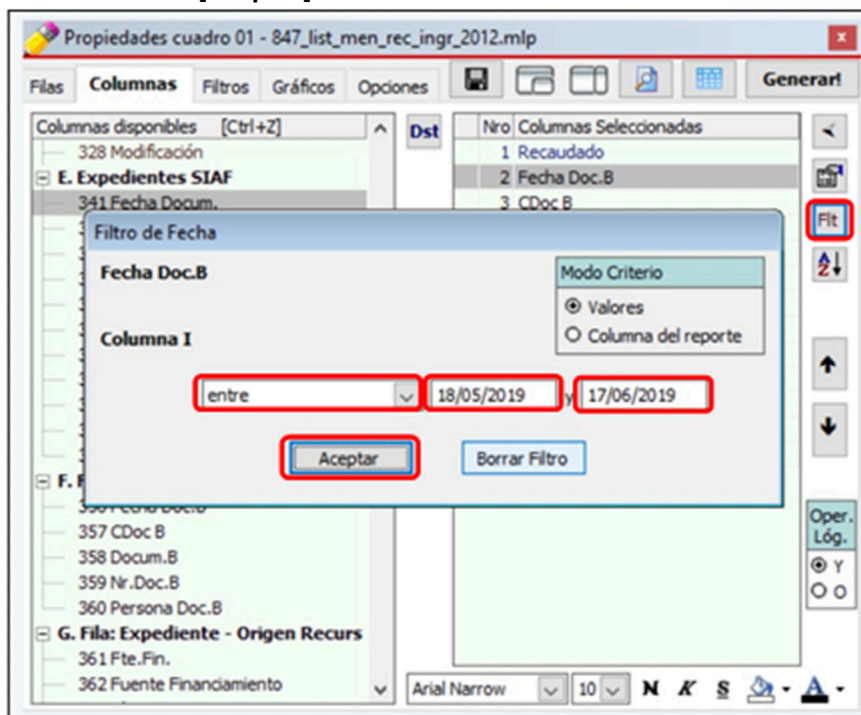 Propiedades cuadro 01 - 847_list_men_rec_ingr_2012.mlp x
Filas Columnas Filtros Gráficos Opciones Generar!
Columnas disponibles [Ctrl+Z]
328 Modificación
E. Expedientes SIAF
341 Fecha Docum.
Dst
Nro Columnas Seleccionadas
1 Recaudado
2 Fecha Doc.B
3 CDoc B
Flt
Filtro de Fecha
Fecha Doc.B
Modo Criterio
Valores
Columna del reporte
Columna I
entre 18/05/2019 y 17/06/2019
Aceptar Borrar Filtro
F.
357 CDoc B
358 Docum.B
359 Nr.Doc.B
360 Persona Doc.B
G. Fila: Expediente - Origen Recurs
361 Fte.Fin.
362 Fuente Financiamiento
Oper.
Lóg.
Y
O
Arial Narrow 10 N K S A